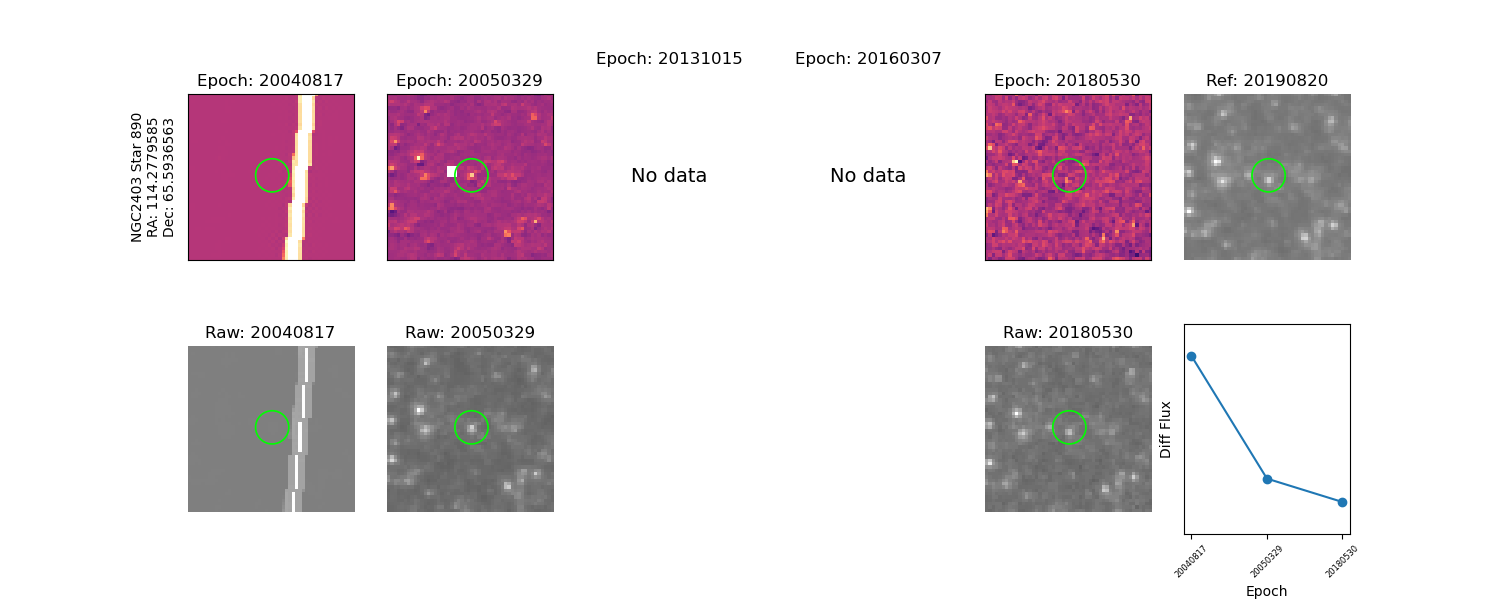 Epoch: 20040817
Epoch: 20050329
Epoch: 20131015
Epoch: 20160307
Epoch: 20180530
Ref: 20190820
NGC2403 Star 890
RA: 114.2779585
Dec: 65.5936563
No data
No data
Raw: 20040817
Raw: 20050329
Raw: 20180530
Diff Flux
20040817
20050329
20180530
Epoch